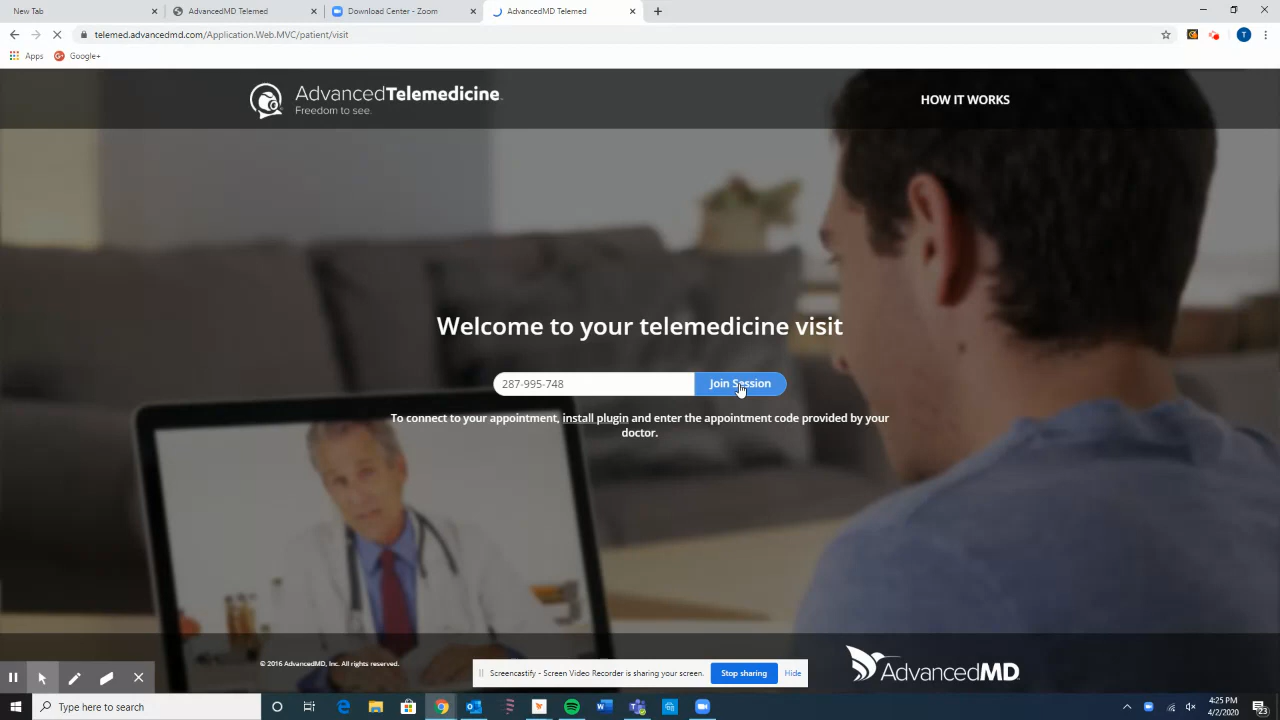 New Tab
AdvancedMD Telemed
Download Center - Zoom
AdvancedMD Telemed
telemed.advancedmd.com/Application.Web.MVC/patient/visit
T
Apps
Google+
AdvancedTelemedicine
Freedom to see.
HOW IT WORKS
Welcome to your telemedicine visit
287-995-748
Join Session
To connect to your appointment, install plugin and enter the appointment code provided by your
doctor.
© 2016 AdvancedMD, Inc. All rights reserved.
Screencastify - Screen Video Recorder is sharing your screen.
Stop sharing
Hide
AdvancedMD
Type here to search
4:25 PM
4/2/2020
23